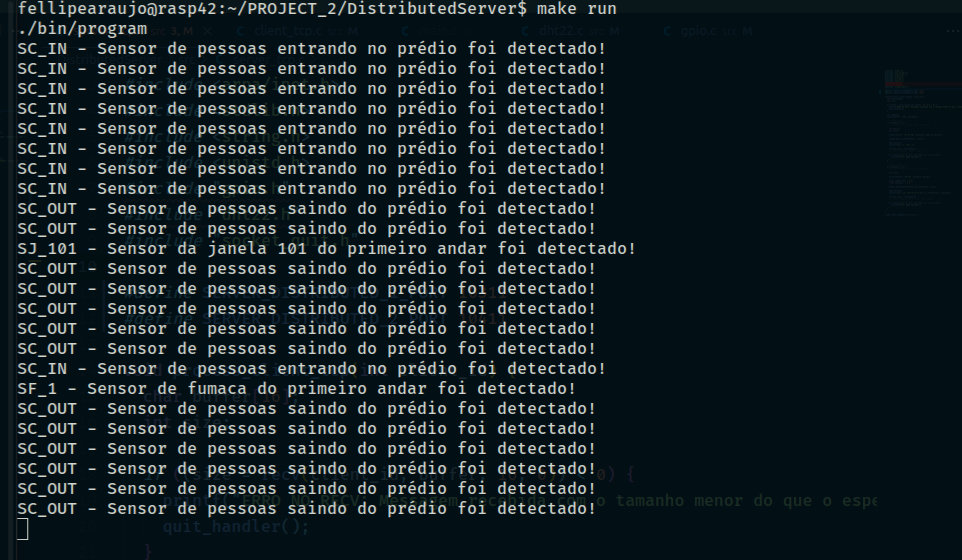 fellipearaujo@rasp42:~/PROJECT_2/DistributedServer$ make run
./bin/program
SC_IN - Sensor de pessoas entrando no prédio foi detectado!
SC_IN - Sensor de pessoas entrando no prédio foi detectado!
SC_IN - Sensor de pessoas entrando no prédio foi detectado!
SC_IN - Sensor de pessoas entrando no prédio foi detectado!
SC_IN - Sensor de pessoas entrando no prédio foi detectado!
SC_IN - Sensor de pessoas entrando no prédio foi detectado!
SC_IN - Sensor de pessoas entrando no prédio foi detectado!
SC_IN - Sensor de pessoas entrando no prédio foi detectado!
SC_OUT - Sensor de pessoas saindo do prédio foi detectado!
SC_OUT - Sensor de pessoas saindo do prédio foi detectado!
SJ_101 - Sensor da janela 101 do primeiro andar foi detectado!
SC_OUT - Sensor de pessoas saindo do prédio foi detectado!
SC_OUT - Sensor de pessoas saindo do prédio foi detectado!
SC_OUT - Sensor de pessoas saindo do prédio foi detectado!
SC_OUT - Sensor de pessoas saindo do prédio foi detectado!
SC_OUT - Sensor de pessoas saindo do prédio foi detectado!
SC_IN - Sensor de pessoas entrando no prédio foi detectado!
SF_1 - Sensor de fumaca do primeiro andar foi detectado!
SC_OUT - Sensor de pessoas saindo do prédio foi detectado!
SC_OUT - Sensor de pessoas saindo do prédio foi detectado!
SC_OUT - Sensor de pessoas saindo do prédio foi detectado!
SC_OUT - Sensor de pessoas saindo do prédio foi detectado!
SC_OUT - Sensor de pessoas saindo do prédio foi detectado!
SC_OUT - Sensor de pessoas saindo do prédio foi detectado!
quit_handler();
}